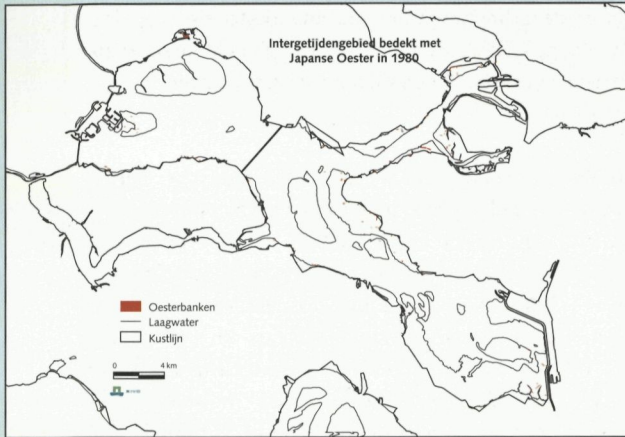 Intergetijdengebied bedekt met
Japanse Oester in 1980
Oesterbanken
Laagwater
Kustlijn
0 4 km